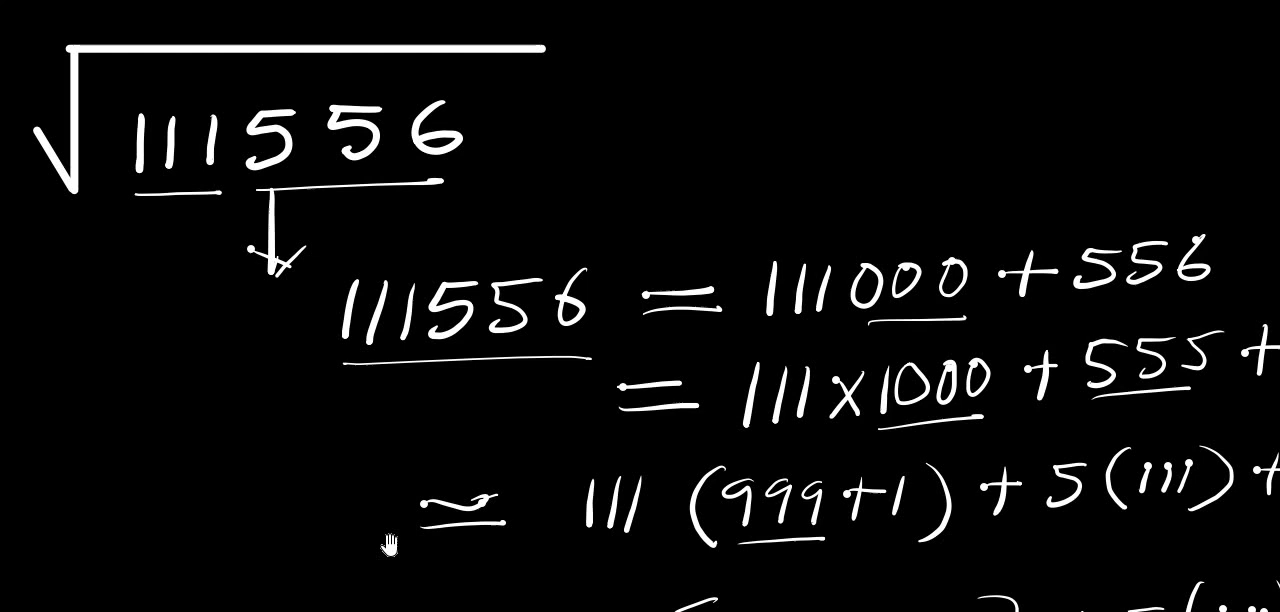 √111556
111556 = 111000 + 556
= 111 x 1000 + 555 +
= 111 (999 + 1) + 5 (111) +